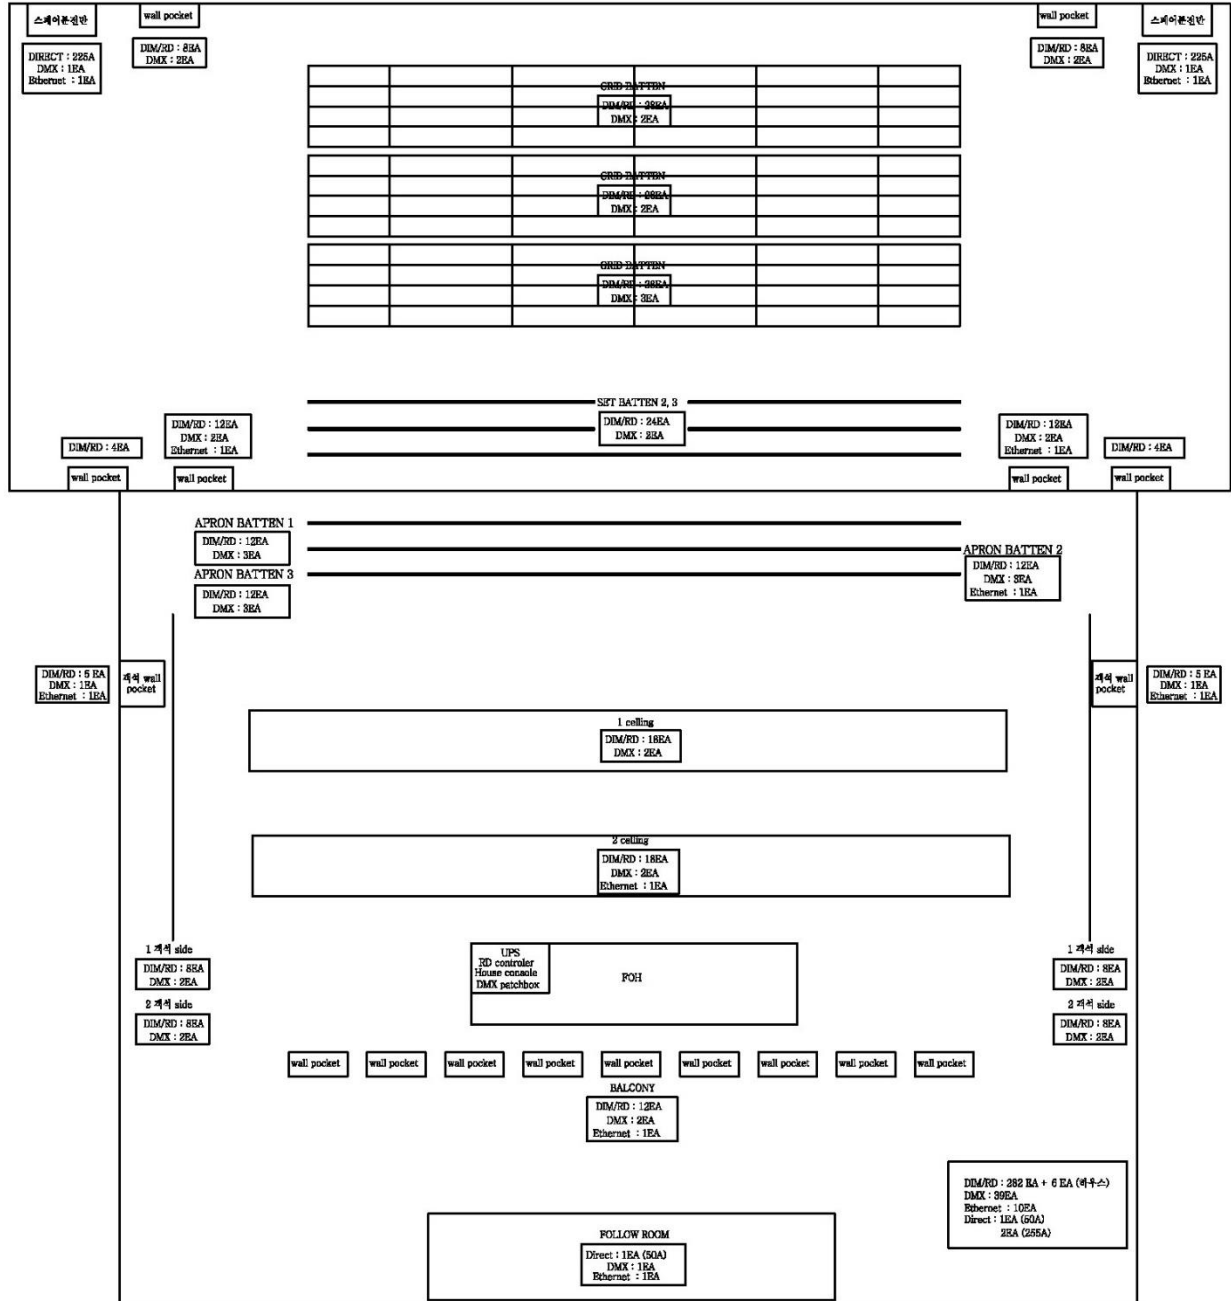 스페어분전반
wall pocket
wall pocket
스페어분전반
DIRECT : 225A
DMX : 1EA
Ethernet : 1EA
DIM/RD : 8EA
DMX : 2EA
DIM/RD : 8EA
DMX : 2EA
DIRECT : 225A
DMX : 1EA
Ethernet : 1EA
GRID BATTEN
DIM/RD : 28EA
DMX : 2EA
GRID BATTEN
DIM/RD : 28EA
DMX : 2EA
GRID BATTEN
DIM/RD : 28EA
DMX : 3EA
SET BATTEN 2, 3
DIM/RD : 24EA
DMX : 2EA
DIM/RD : 4EA
DIM/RD : 12EA
DMX : 2EA
Ethernet : 1EA
DIM/RD : 12EA
DMX : 2EA
Ethernet : 1EA
DIM/RD : 4EA
wall pocket
wall pocket
wall pocket
wall pocket
APRON BATTEN 1
DIM/RD : 12EA
DMX : 3EA
APRON BATTEN 2
DIM/RD : 12EA
DMX : 3EA
Ethernet : 1EA
APRON BATTEN 3
DIM/RD : 12EA
DMX : 3EA
DIM/RD : 5 EA
DMX : 1EA
Ethernet : 1EA
객석 wall
pocket
객석 wall
pocket
DIM/RD : 5 EA
DMX : 1EA
Ethernet : 1EA
1 celling
DIM/RD : 18EA
DMX : 2EA
2 celling
DIM/RD : 18EA
DMX : 2EA
Ethernet : 1EA
1 객석 side
DIM/RD : 8EA
DMX : 2EA
2 객석 side
DIM/RD : 8EA
DMX : 2EA
UPS
RD controler
House console
DMX patchbox
FOH
1 객석 side
DIM/RD : 8EA
DMX : 2EA
2 객석 side
DIM/RD : 8EA
DMX : 2EA
wall pocket
wall pocket
wall pocket
wall pocket
wall pocket
wall pocket
wall pocket
wall pocket
wall pocket
BALCONY
DIM/RD : 12EA
DMX : 2EA
Ethernet : 1EA
DIM/RD : 282 EA + 6 EA (하우스)
DMX : 39EA
Ethernet : 10EA
Direct : 1EA (50A)
2EA (255A)
FOLLOW ROOM
Direct : 1EA (50A)
DMX : 1EA
Ethernet : 1EA